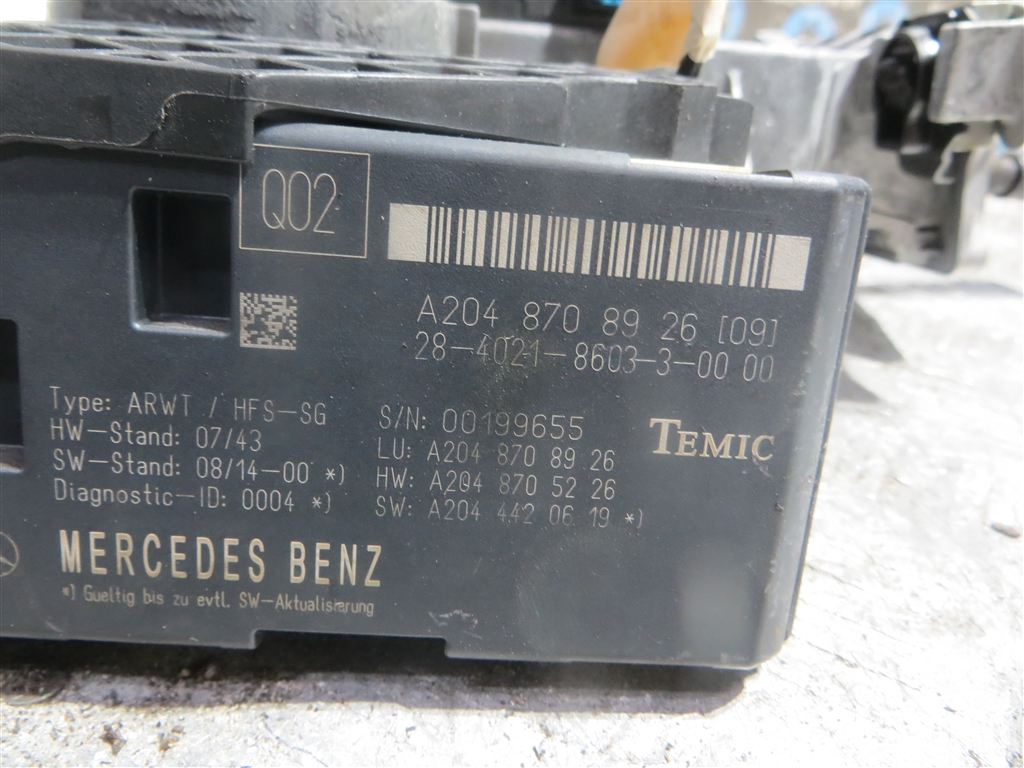 Q02
A204 870 89 26 [09]
28-4021-8603-3-00 00
Type: ARWT / HFS-SG
HW-Stand: 07/43
SW-Stand: 08/14-00 *)
Diagnostic-ID: 0004 *)
S/N: 00199655
LU: A204 870 89 26
HW: A204 870 52 26
SW: A204 442 06 19 *)
TEMIC
MERCEDES BENZ
*) Gueltig bis zu evtl. SW-Aktualisierung